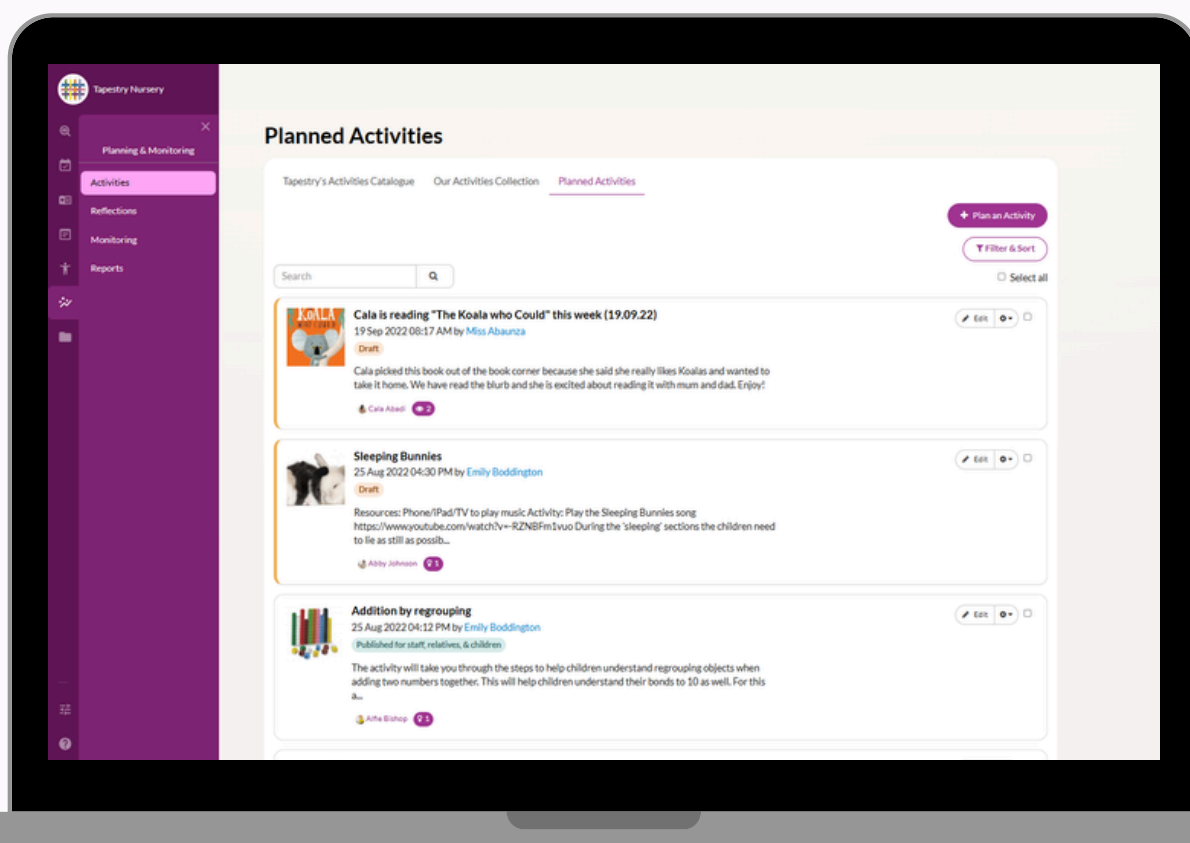 Tapestry Nursery
Planning & Monitoring
Activities
Reflections
Monitoring
Reports
Planned Activities
Tapestry's Activities Catalogue
Our Activities Collection
Planned Activities
+ Plan an Activity
Filter & Sort
Search
Select all
KOALA
WHO COULD
Cala is reading "The Koala who Could" this week (19.09.22)
19 Sep 2022 08:17 AM by Miss Abaunza
Draft
Cala picked this book out of the book corner because she said she really likes Koalas and wanted to
take it home. We have read the blurb and she is excited about reading it with mum and dad. Enjoy!
Cala Abadi 2
Edit
Sleeping Bunnies
25 Aug 2022 04:30 PM by Emily Boddington
Draft
Resources: Phone/iPad/TV to play music Activity: Play the Sleeping Bunnies song
https://www.youtube.com/watch?v=-RZNBFm1vuo During the 'sleeping' sections the children need
to lie as still as possib...
Abby Johnson 1
Edit
Addition by regrouping
25 Aug 2022 04:12 PM by Emily Boddington
Published for staff, relatives, & children
The activity will take you through the steps to help children understand regrouping objects when
adding two numbers together. This will help children understand their bonds to 10 as well. For this
a...
Alfie Bishop 1
Edit